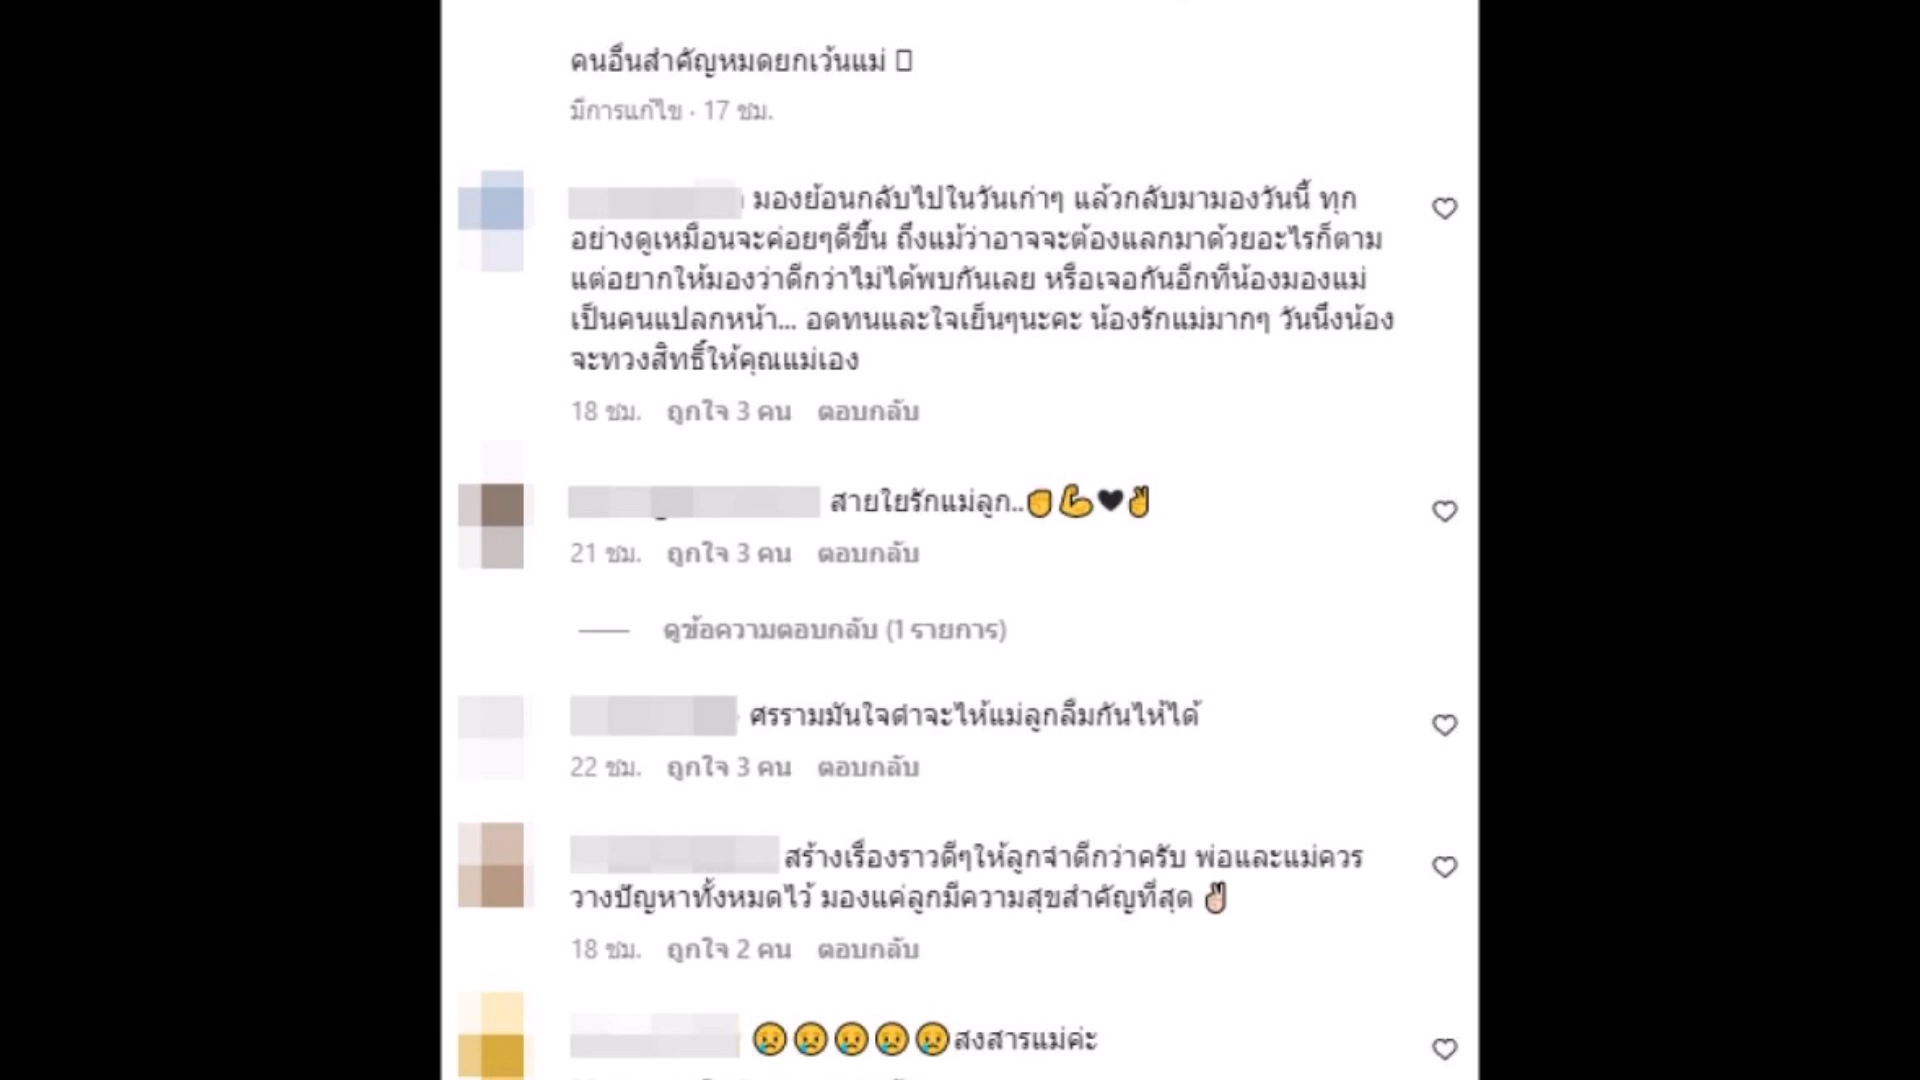 คนอื่นสำคัญหมดยกเว้นแม่
มีการแก้ไข · 17 ชม.
มองย้อนกลับไปในวันเก่าๆ แล้วกลับมามองวันนี้ ทุก
อย่างดูเหมือนจะค่อยๆดีขึ้น ถึงแม้ว่าอาจจะต้องแลกมาด้วยอะไรก็ตาม
แต่อยากให้มองว่าดีกว่าไม่ได้พบกันเลย หรือเจอกันอีกทีน้องมองแม่
เป็นคนแปลกหน้า... อดทนและใจเย็นๆนะคะ น้องรักแม่มากๆ วันนึงน้อง
จะทวงสิทธิ์ให้คุณแม่เอง
18 ชม. ถูกใจ 3 คน ตอบกลับ
สายใยรักแม่ลูก..✊💪🖤✌
21 ชม. ถูกใจ 3 คน ตอบกลับ
ดูข้อความตอบกลับ (1 รายการ)
ศรรามมันใจดำจะไห้แม่ลูกลืมกันไห้ได้
22 ชม. ถูกใจ 3 คน ตอบกลับ
สร้างเรื่องราวดีๆให้ลูกจำดีกว่าครับ พ่อและแม่ควร
วางปัญหาทั้งหมดไว้ มองแค่ลูกมีความสุขสำคัญที่สุด ✌🏻
18 ชม. ถูกใจ 2 คน ตอบกลับ
😢😢😢😢😢สงสารแม่ค่ะ